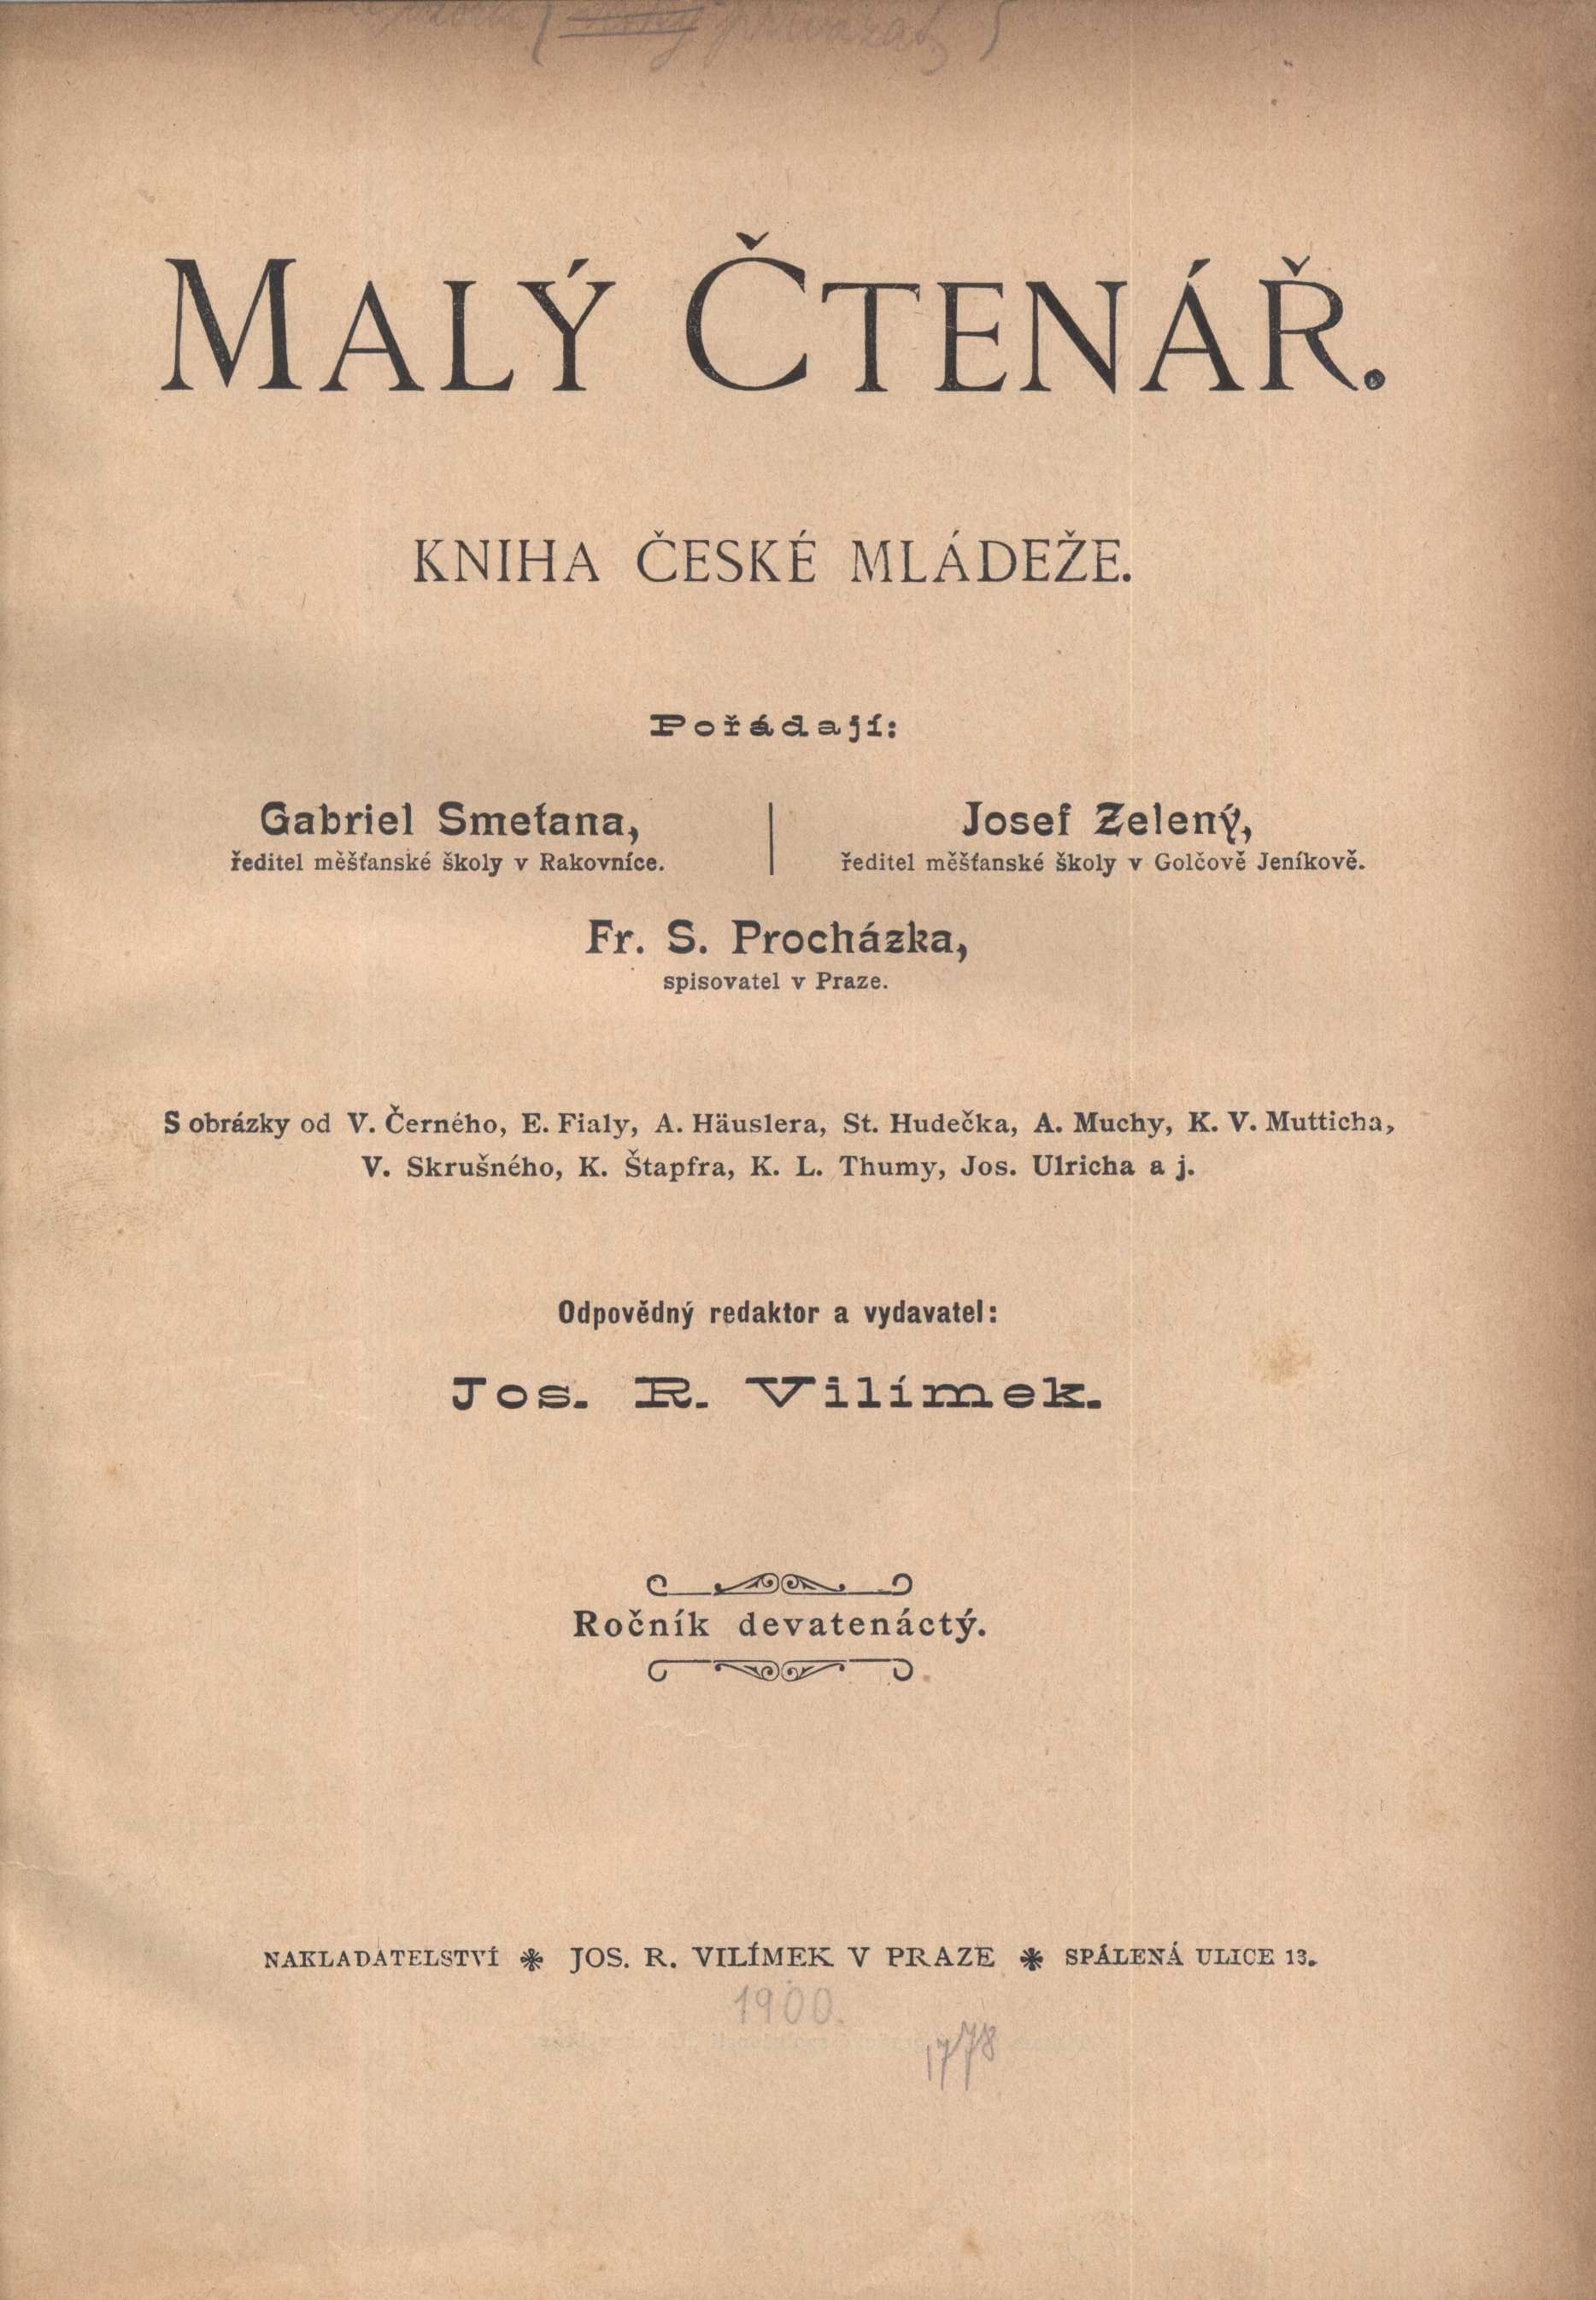 MALÝ ČTENÁŘ.
KNIHA ČESKÉ MLÁDEŽE.
Pořádají:
Gabriel Smetana,
ředitel měšťanské školy v Rakovníce.
Josef Zelený,
ředitel měšťanské školy v Golčově Jeníkově.
Fr. S. Procházka,
spisovatel v Praze.
S obrázky od V. Černého, E. Fialy, A. Häuslera, St. Hudečka, A. Muchy, K. V. Mutticha,
V. Skrušného, K. Štapfra, K. L. Thumy, Jos. Ulricha a j.
Odpovědný redaktor a vydavatel:
Jos. R. Vilímek.
Ročník devatenáctý.
NAKLADATELSTVÍ ❋ JOS. R. VILÍMEK V PRAZE ❋ SPÁLENÁ ULICE 13.
1900.
1778